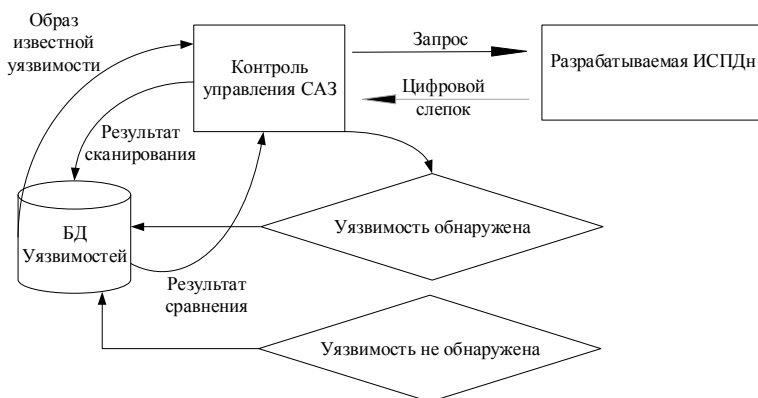 Образ
известной
уязвимости
Контроль
управления САЗ
Запрос
Цифровой
слепок
Разрабатываемая ИСПДн
Результат
сканирования
БД
Уязвимостей
Уязвимость обнаружена
Результат
сравнения
Уязвимость не обнаружена